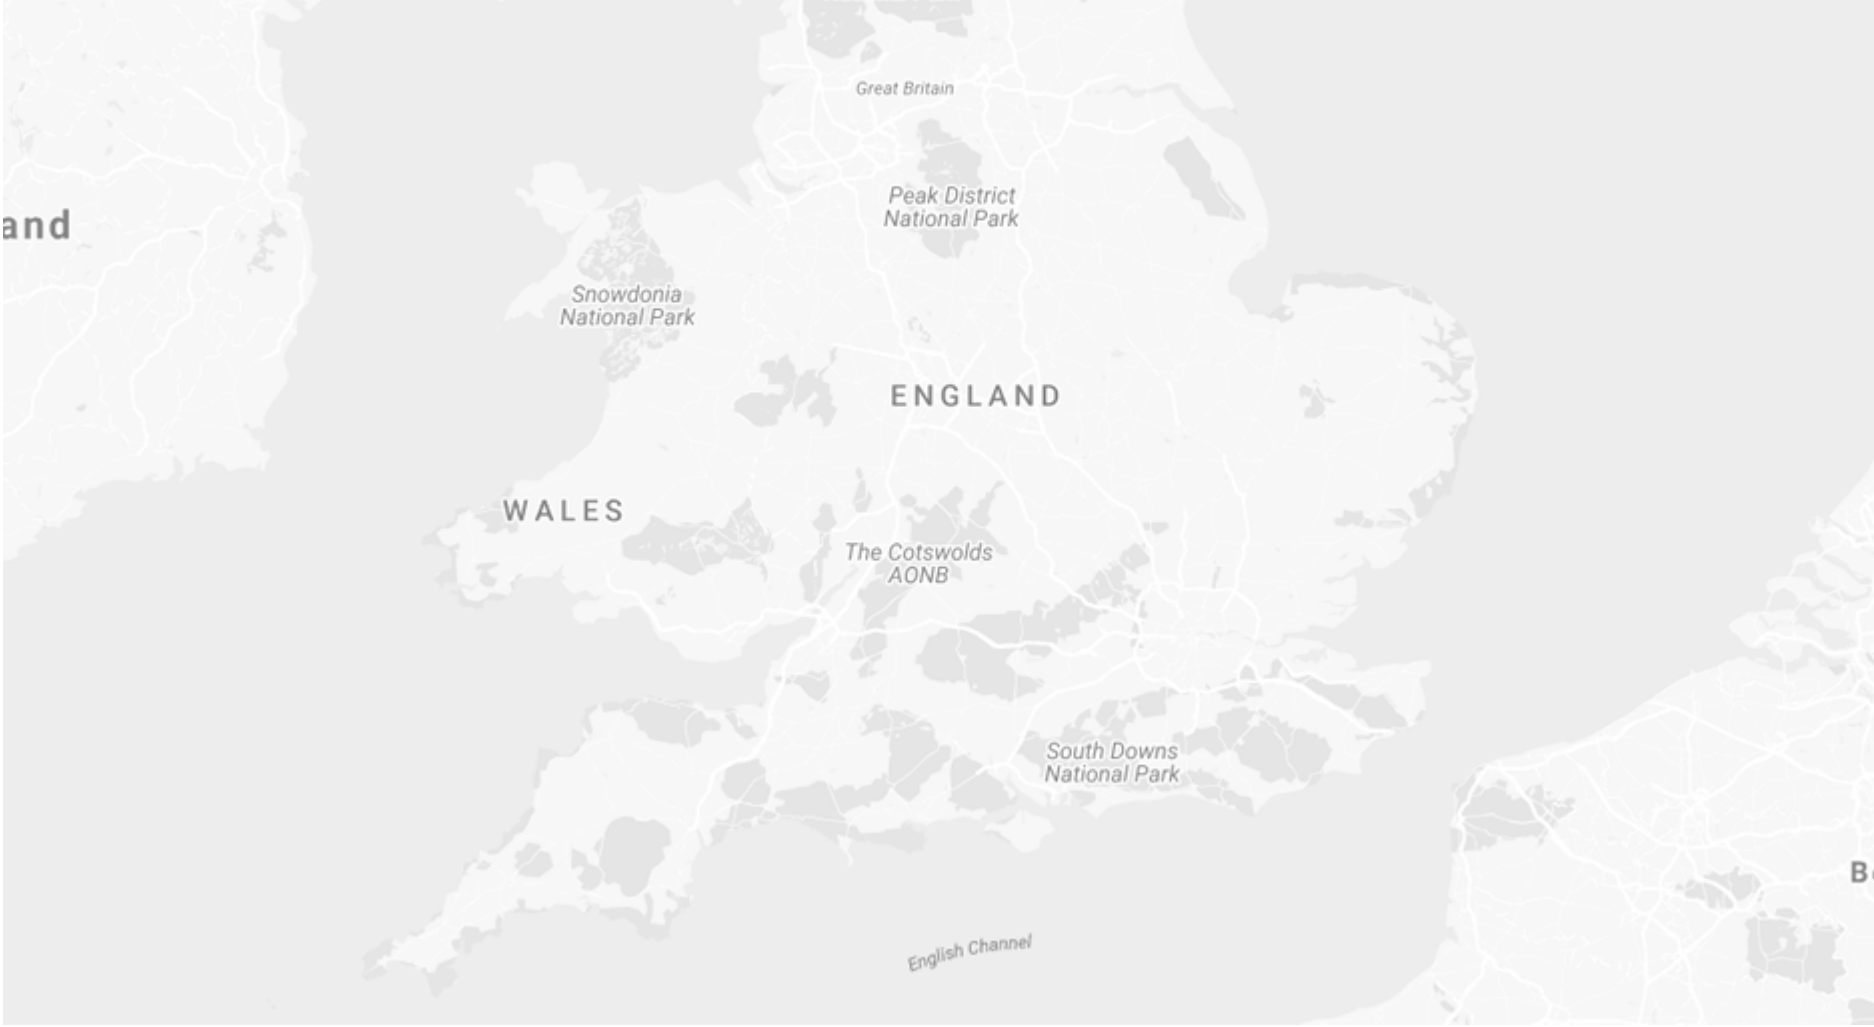 Great Britain
Peak District
National Park
and
Snowdonia
National Park
ENGLAND
WALES
The Cotswolds
AONB
South Downs
National Park
B
English Channel